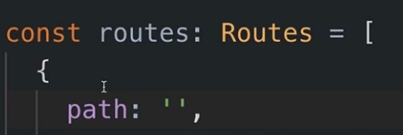 const routes: Routes = [
{
path: '',